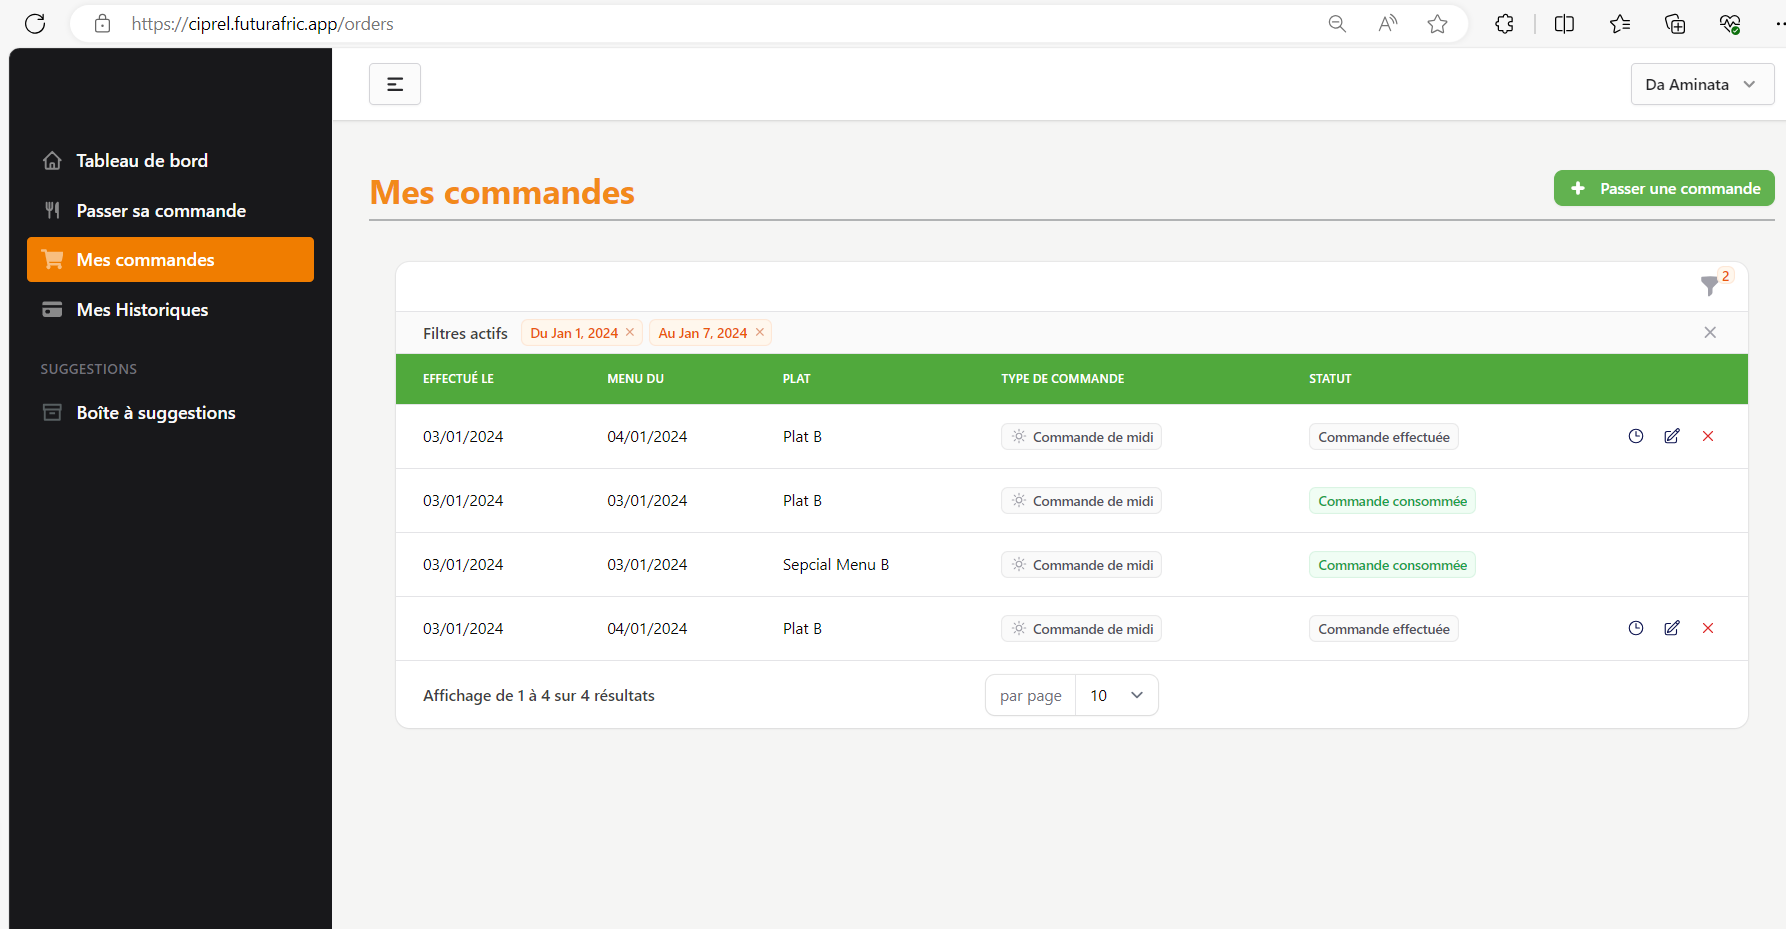 https://ciprel.futurafric.app/orders
Da Aminata
Tableau de bord
Passer sa commande
Mes commandes
Mes Historiques
SUGGESTIONS
Boîte à suggestions
Mes commandes
Passer une commande
2
Filtres actifs Du Jan 1, 2024 Au Jan 7, 2024
EFFECTUÉ LE MENU DU PLAT TYPE DE COMMANDE STATUT
03/01/2024 04/01/2024 Plat B Commande de midi Commande effectuée
03/01/2024 03/01/2024 Plat B Commande de midi Commande consommée
03/01/2024 03/01/2024 Sepcial Menu B Commande de midi Commande consommée
03/01/2024 04/01/2024 Plat B Commande de midi Commande effectuée
Affichage de 1 à 4 sur 4 résultats par page 10